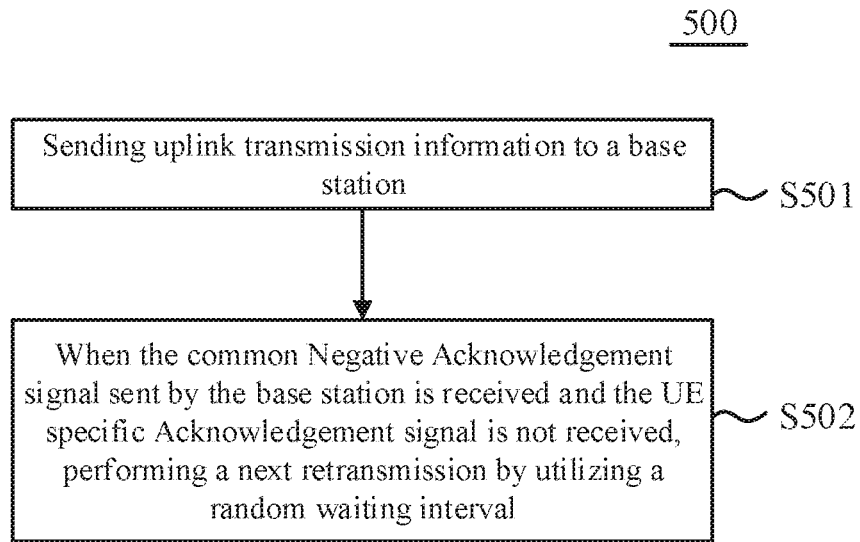 500
Sending uplink transmission information to a base
station
S501
When the common Negative Acknowledgement
signal sent by the base station is received and the UE
specific Acknowledgement signal is not received,
performing a next retransmission by utilizing a
random waiting interval
S502